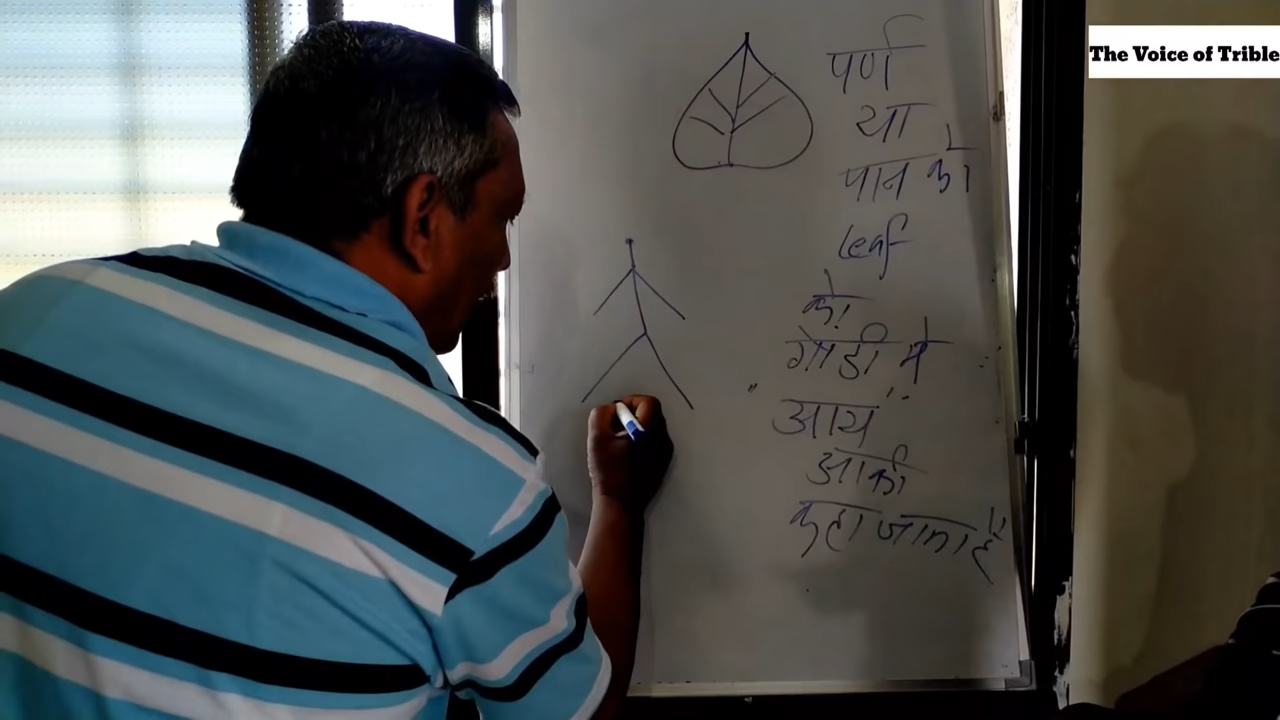 The Voice of Trible
पर्ण
या
पान को
leaf
को
गोंडी में
"आय"
आकी
कहा जाता है